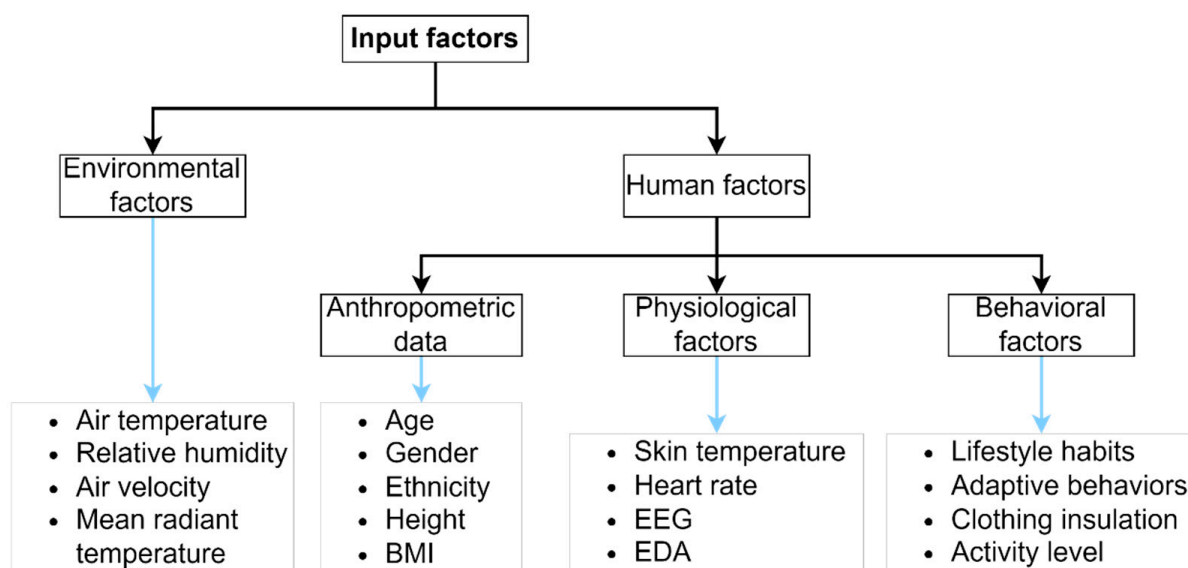 Input factors
Environmental
factors
Human factors
Anthropometric
data
Physiological
factors
Behavioral
factors
• Air temperature
• Relative humidity
• Air velocity
• Mean radiant
temperature
• Age
• Gender
• Ethnicity
• Height
• BMI
• Skin temperature
• Heart rate
• EEG
• EDA
• Lifestyle habits
• Adaptive behaviors
• Clothing insulation
• Activity level